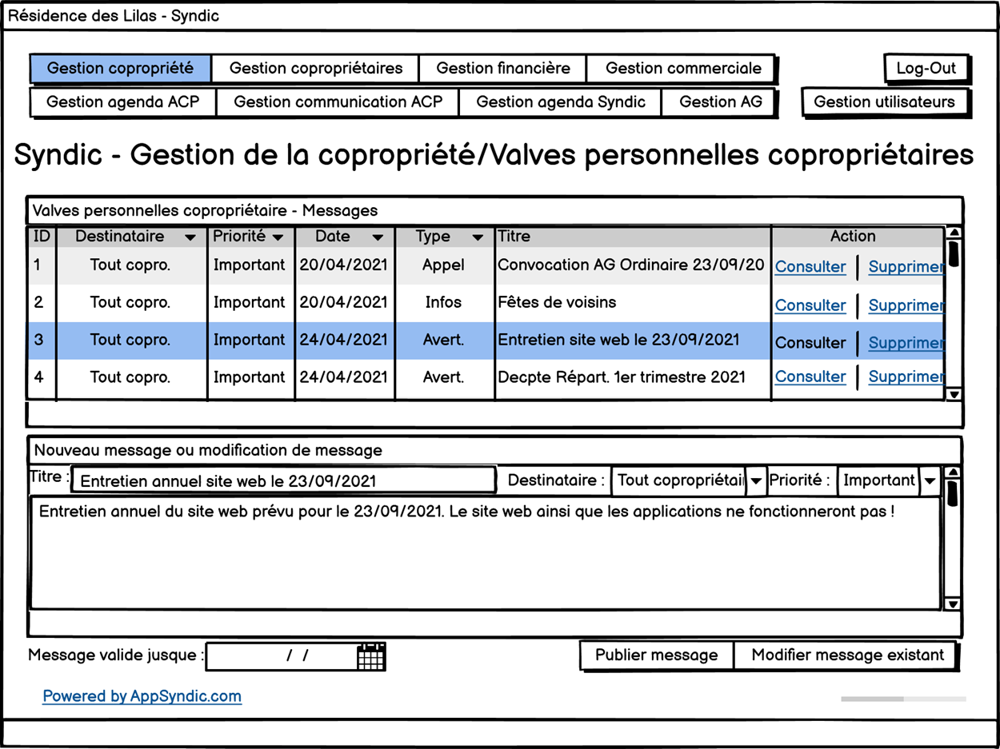 Résidence des Lilas - Syndic
Gestion copropriété Gestion copropriétaires Gestion financière Gestion commerciale Log-Out
Gestion agenda ACP Gestion communication ACP Gestion agenda Syndic Gestion AG Gestion utilisateurs
Syndic - Gestion de la copropriété/Valves personnelles copropriétaires
Valves personnelles copropriétaire - Messages
ID Destinataire Priorité Date Type Titre Action
1 Tout copro. Important 20/04/2021 Appel Convocation AG Ordinaire 23/09/20 Consulter | Supprimer
2 Tout copro. Important 20/04/2021 Infos Fêtes de voisins Consulter | Supprimer
3 Tout copro. Important 24/04/2021 Avert. Entretien site web le 23/09/2021 Consulter | Supprimer
4 Tout copro. Important 24/04/2021 Avert. Decpte Répart. 1er trimestre 2021 Consulter | Supprimer
Nouveau message ou modification de message
Titre : Entretien annuel site web le 23/09/2021 Destinataire : Tout copropriétai Priorité : Important
Entretien annuel du site web prévu pour le 23/09/2021. Le site web ainsi que les applications ne fonctionneront pas !
Message valide jusque : / / Publier message Modifier message existant
Powered by AppSyndic.com